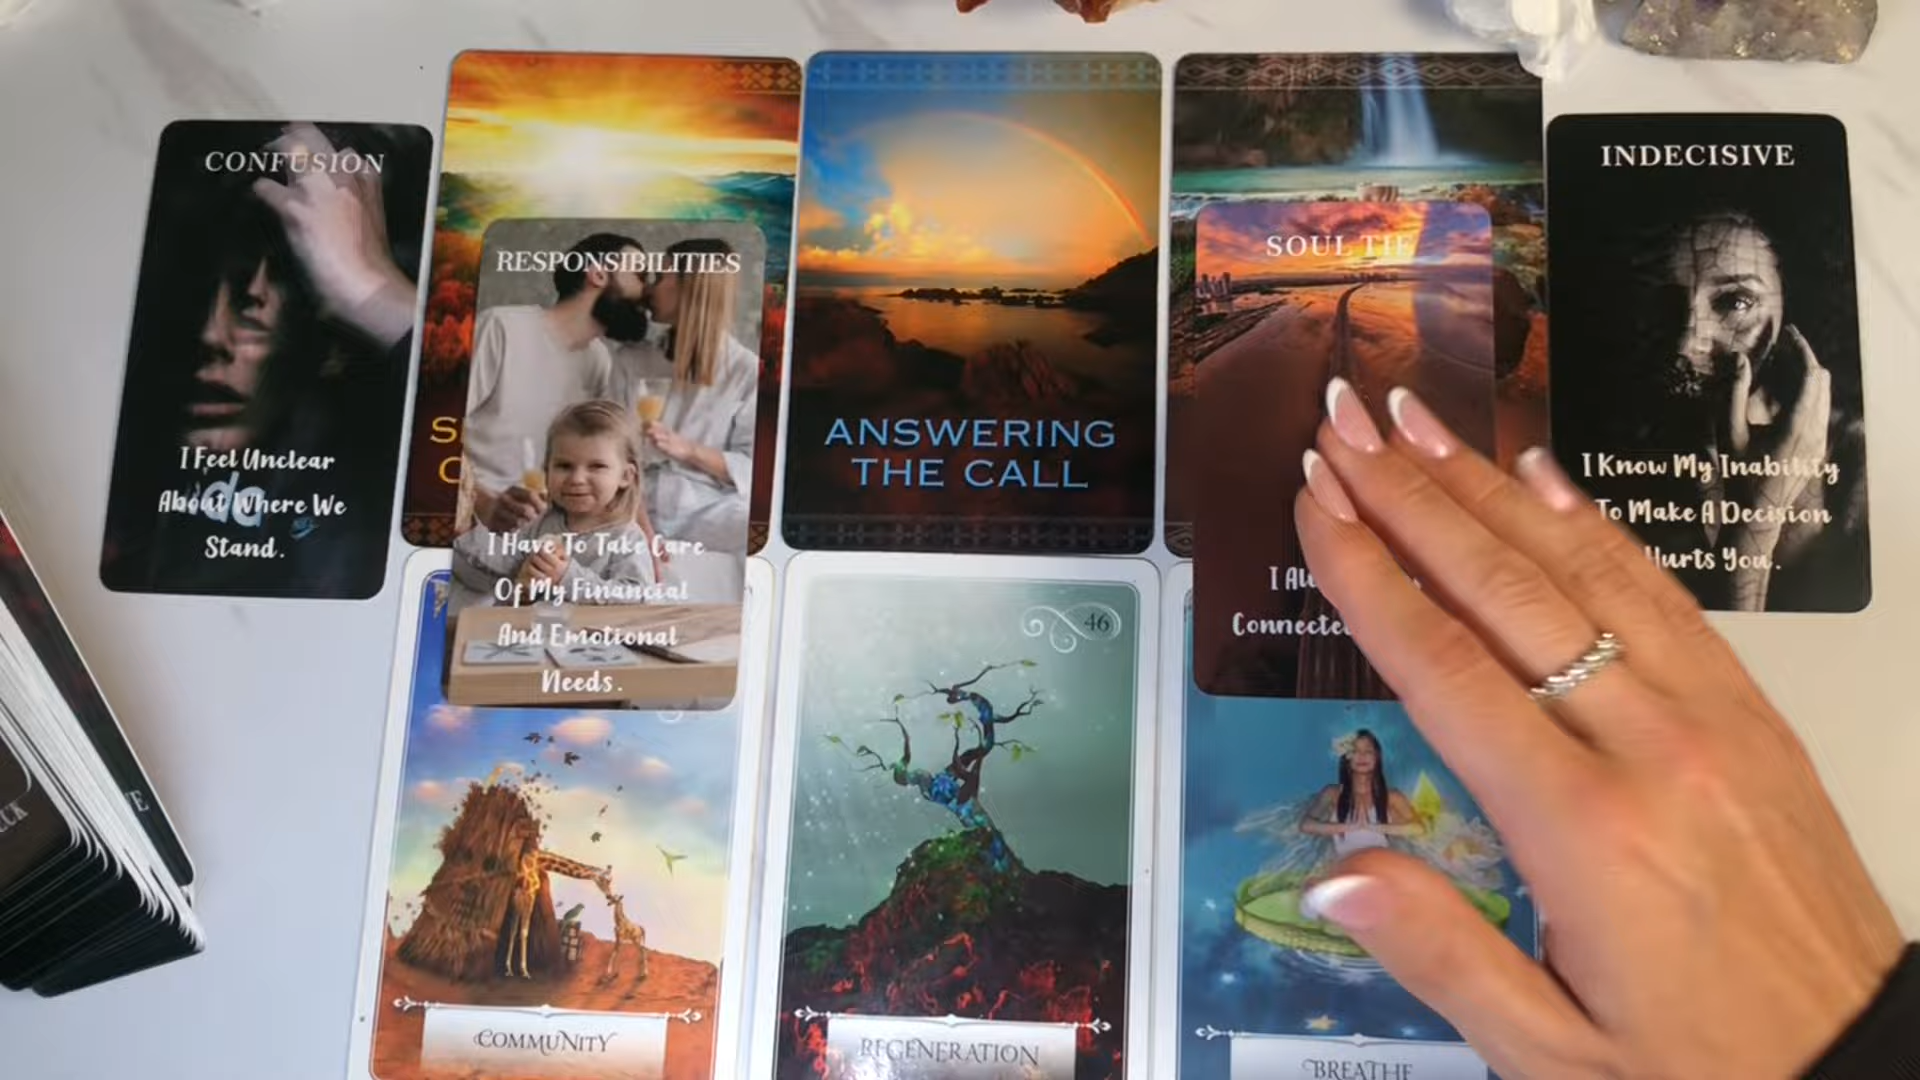 CONFUSION
I Feel Unclear
About Where We
Stand.
RESPONSIBILITIES
I Have To Take Care
Of My Financial
And Emotional
Needs.
ANSWERING
THE CALL
SOUL TIE
I
INDECISIVE
I Know My Inability
To Make A Decision
Hurts You.
46
COMMUNITY
REGENERATION
BREATHE